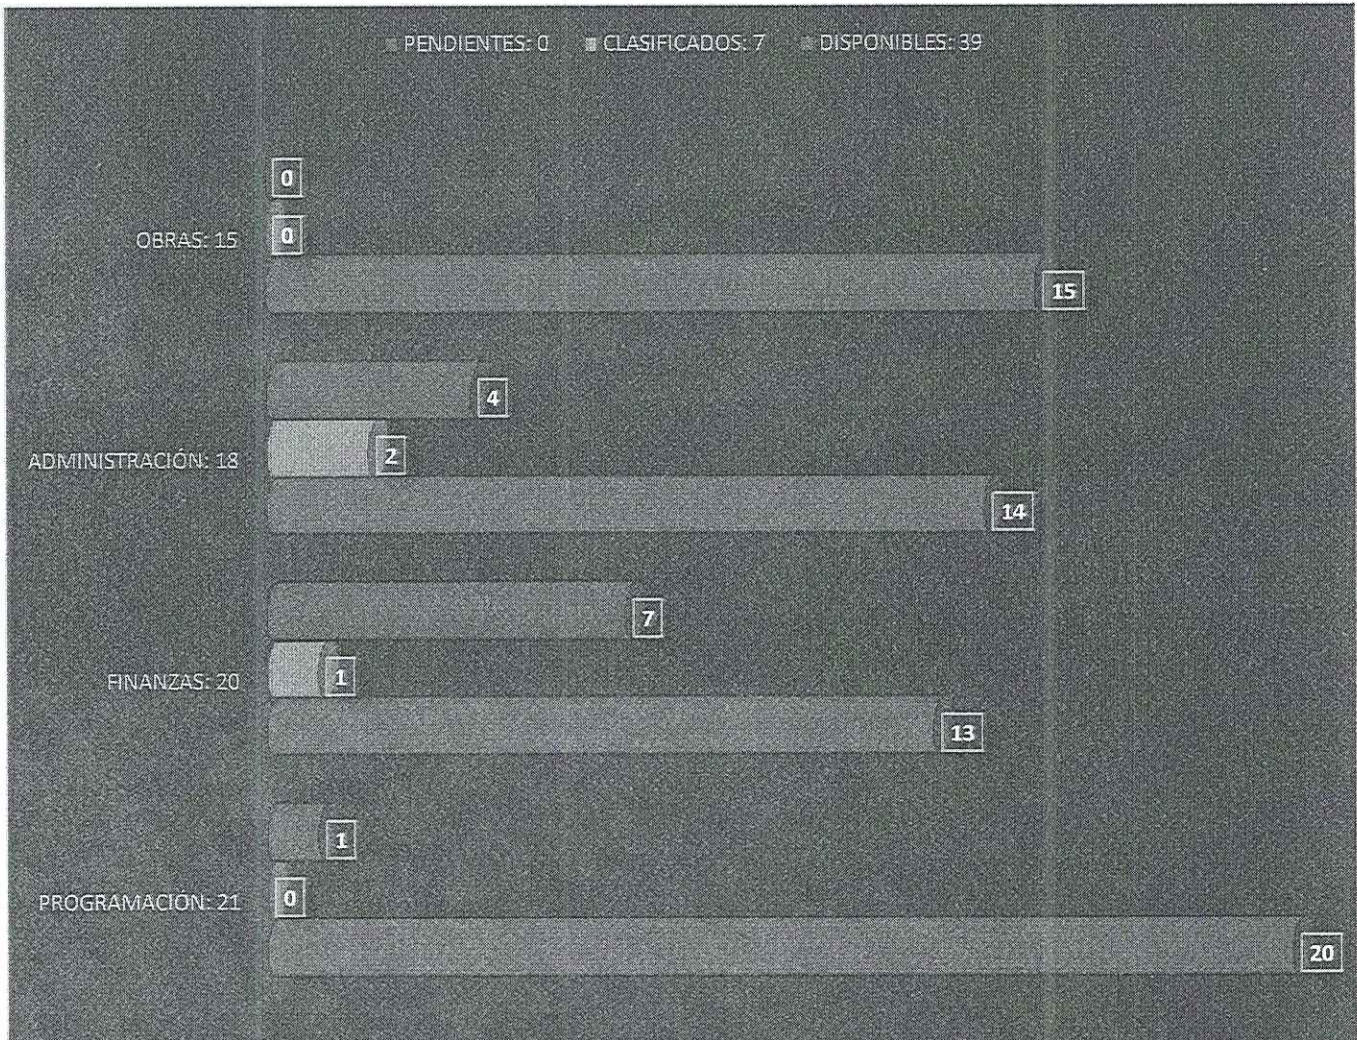 PENDIENTES: 0 CLASIFICADOS: 7 DISPONIBLES: 39
0
OBRAS: 15
0
15
4
ADMINISTRACIÓN: 18
2
14
7
FINANZAS: 20
1
13
1
PROGRAMACIÓN: 21
0
20